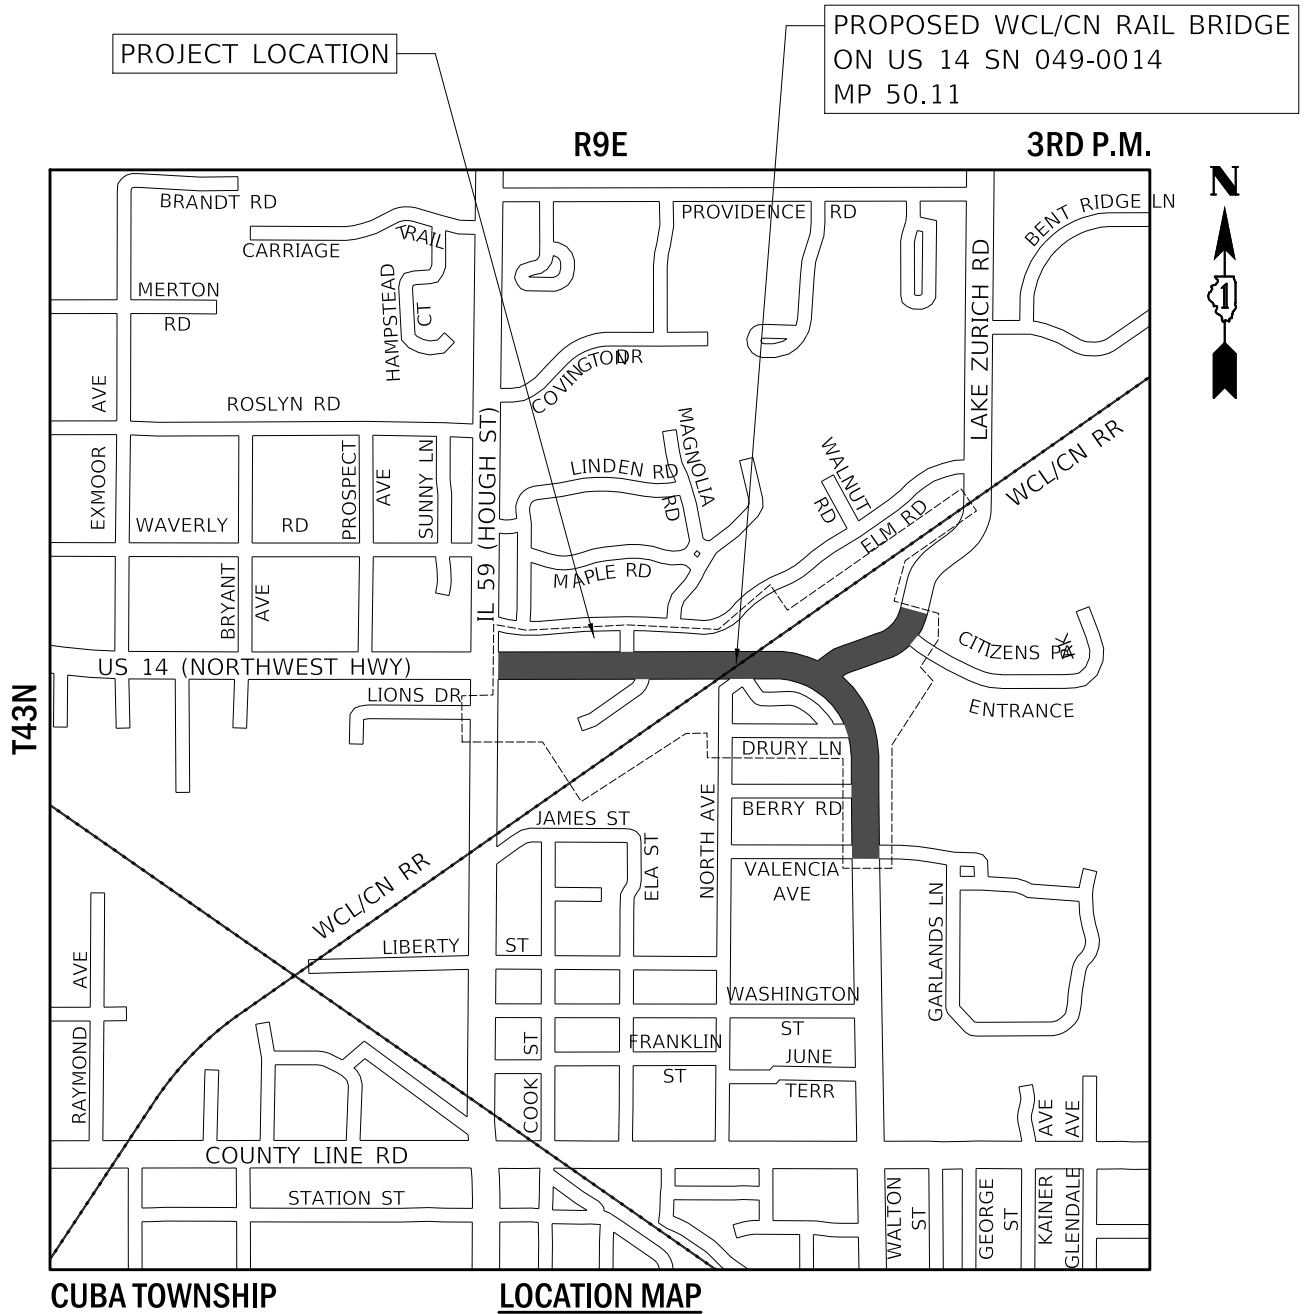 PROJECT LOCATION
PROPOSED WCL/CN RAIL BRIDGE
ON US 14 SN 049-0014
MP 50.11
R9E
3RD P.M.
N
1
BRANDT RD
CARRIAGE TRAIL
PROVIDENCE RD
BENT RIDGE LN
MERTON
RD
HAMPSTEAD
CT
LAKE ZURICH RD
COVINGTON DR
EXMOOR AVE
ROSLYN RD
IL 59 (HOUGH ST)
MAGNOLIA
RD
WALNUT
RD
WCL/CN RR
LINDEN RD
PROSPECT
AVE
SUNNY LN
WAVERLY RD
ELM RD
MAPLE RD
BRYANT
AVE
US 14 (NORTHWEST HWY)
LIONS DR
CITIZENS PK
ENTRANCE
T43N
DRURY LN
BERRY RD
JAMES ST
ELA ST
NORTH AVE
VALENCIA
AVE
WCL/CN RR
LIBERTY ST
GARLANDS LN
RAYMOND AVE
WASHINGTON
ST
FRANKLIN
ST
JUNE
TERR
COOK ST
COUNTY LINE RD
STATION ST
WALTON
ST
GEORGE
ST
KAINER AVE
GLENDALE AVE
CUBA TOWNSHIP
LOCATION MAP